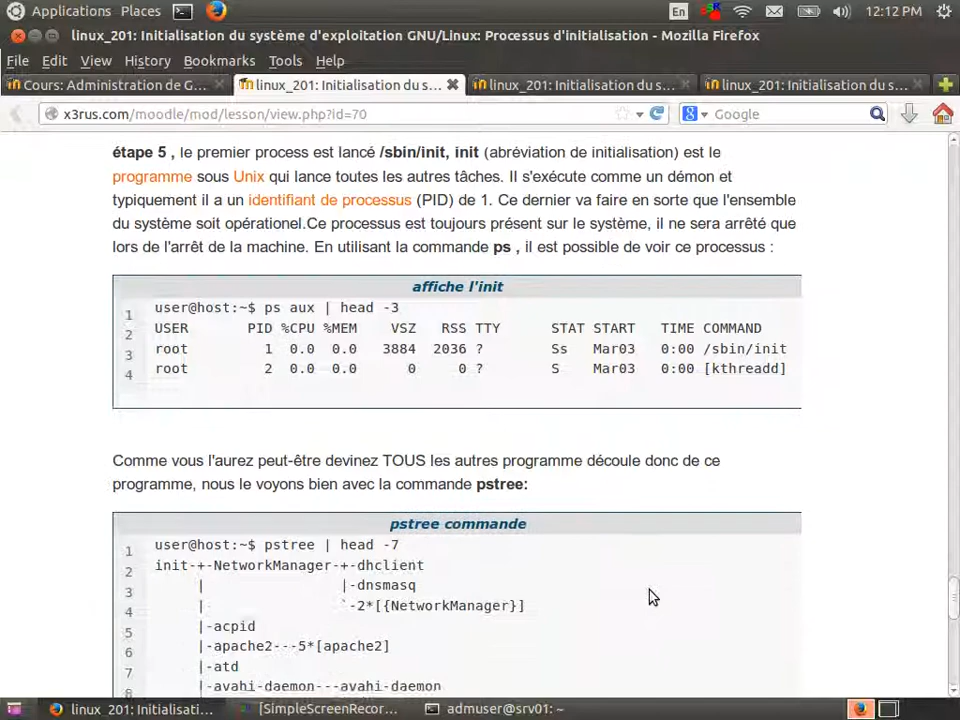 Applications Places En 12:12 PM
linux_201: Initialisation du système d'exploitation GNU/Linux: Processus d'initialisation - Mozilla Firefox
File Edit View History Bookmarks Tools Help
Cours: Administration de G... linux_201: Initialisation du s... linux_201: Initialisation du s... linux_201: Initialisation du s...
x3rus.com/moodle/mod/lesson/view.php?id=70 Google
étape 5 , le premier process est lancé /sbin/init, init (abréviation de initialisation) est le
programme sous Unix qui lance toutes les autres tâches. Il s'exécute comme un démon et
typiquement il a un identifiant de processus (PID) de 1. Ce dernier va faire en sorte que l'ensemble
du système soit opérationel.Ce processus est toujours présent sur le système, il ne sera arrêté que
lors de l'arrêt de la machine. En utilisant la commande ps , il est possible de voir ce processus :
affiche l'init
1 user@host:~$ ps aux | head -3
2 USER PID %CPU %MEM VSZ RSS TTY STAT START TIME COMMAND
3 root 1 0.0 0.0 3884 2036 ? Ss Mar03 0:00 /sbin/init
4 root 2 0.0 0.0 0 0 ? S Mar03 0:00 [kthreadd]
Comme vous l'aurez peut-être devinez TOUS les autres programme découle donc de ce
programme, nous le voyons bien avec la commande pstree:
pstree commande
1 user@host:~$ pstree | head -7
2 init-+-NetworkManager-+-dhclient
3 | |-dnsmasq
4 | `-2*[{NetworkManager}]
5 |-acpid
6 |-apache2---5*[apache2]
7 |-atd
8 |-avahi-daemon---avahi-daemon
linux_201: Initialisati... [SimpleScreenRecor... admuser@srv01: ~